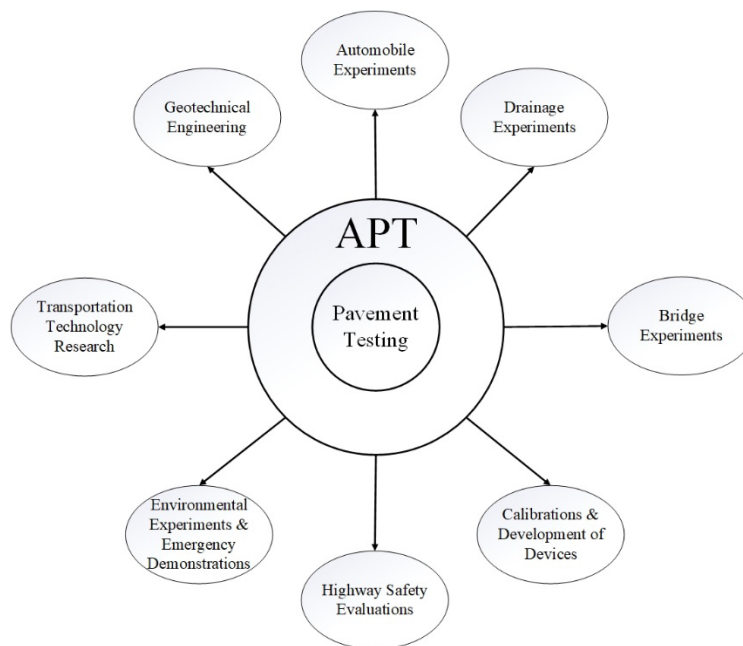 Automobile
Experiments
Geotechnical
Engineering
Drainage
Experiments
APT
Pavement
Testing
Transportation
Technology
Research
Bridge
Experiments
Environmental
Experiments &
Emergency
Demonstrations
Calibrations &
Development of
Devices
Highway Safety
Evaluations